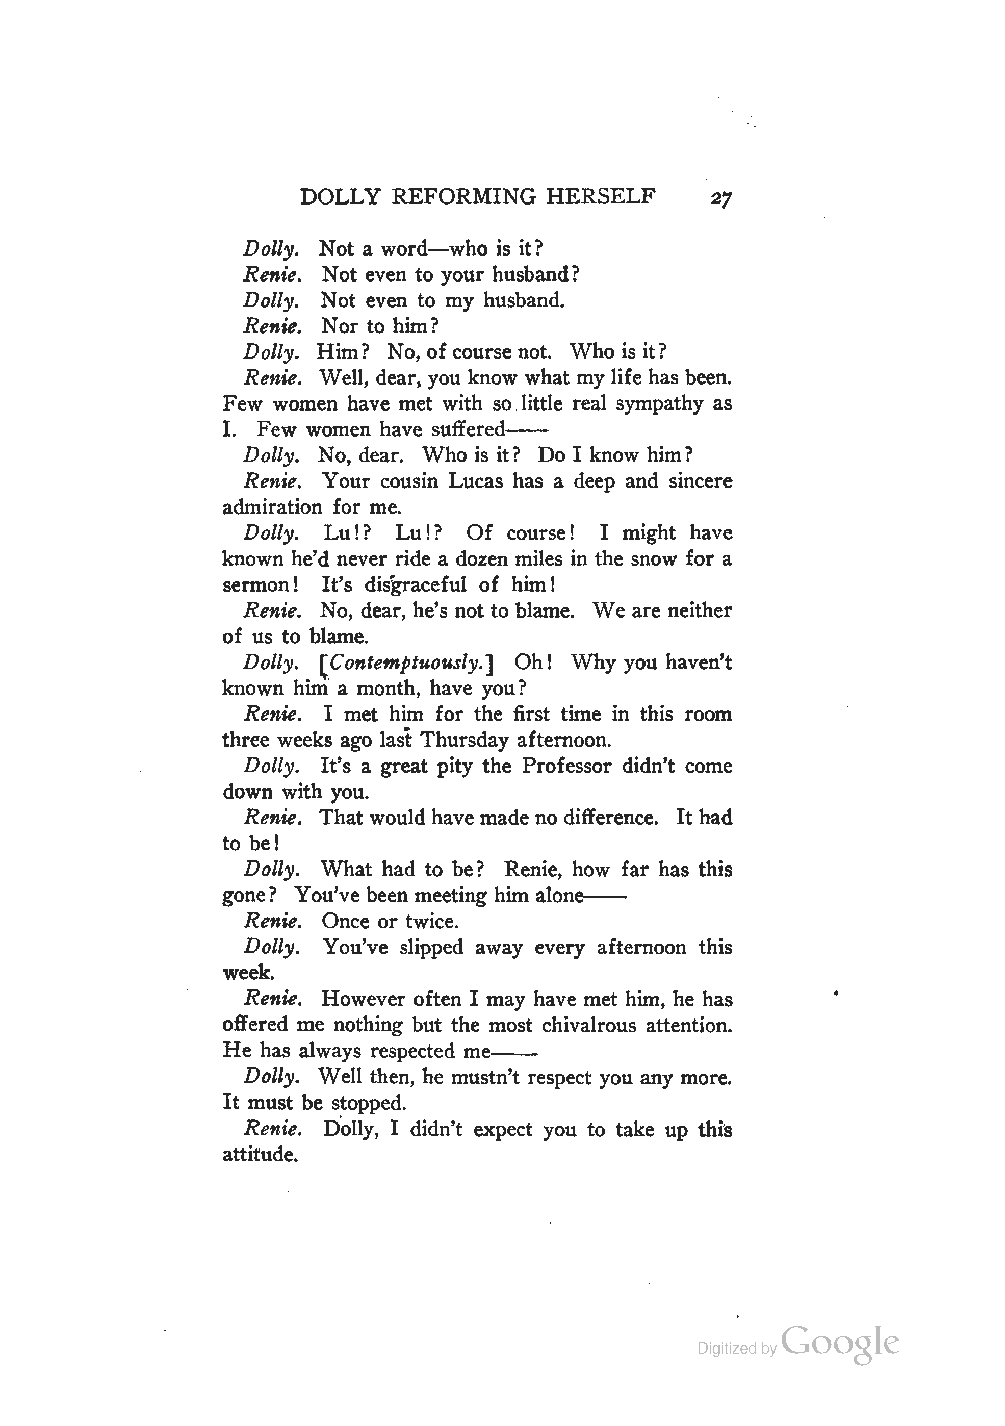 DOLLY REFORMING HERSELF 27
Dolly. Not a word—who is it?
Renie. Not even to your husband?
Dolly. Not even to my husband.
Renie. Nor to him?
Dolly. Him? No, of course not. Who is it?
Renie. Well, dear, you know what my life has been.
Few women have met with so little real sympathy as
I. Few women have suffered——
Dolly. No, dear. Who is it? Do I know him?
Renie. Your cousin Lucas has a deep and sincere
admiration for me.
Dolly. Lu!? Lu!? Of course! I might have
known he'd never ride a dozen miles in the snow for a
sermon! It's disgraceful of him!
Renie. No, dear, he's not to blame. We are neither
of us to blame.
Dolly. [Contemptuously.] Oh! Why you haven't
known him a month, have you?
Renie. I met him for the first time in this room
three weeks ago last Thursday afternoon.
Dolly. It's a great pity the Professor didn't come
down with you.
Renie. That would have made no difference. It had
to be!
Dolly. What had to be? Renie, how far has this
gone? You've been meeting him alone——
Renie. Once or twice.
Dolly. You've slipped away every afternoon this
week.
Renie. However often I may have met him, he has
offered me nothing but the most chivalrous attention.
He has always respected me——
Dolly. Well then, he mustn't respect you any more.
It must be stopped.
Renie. Dolly, I didn't expect you to take up this
attitude.
Digitized by Google